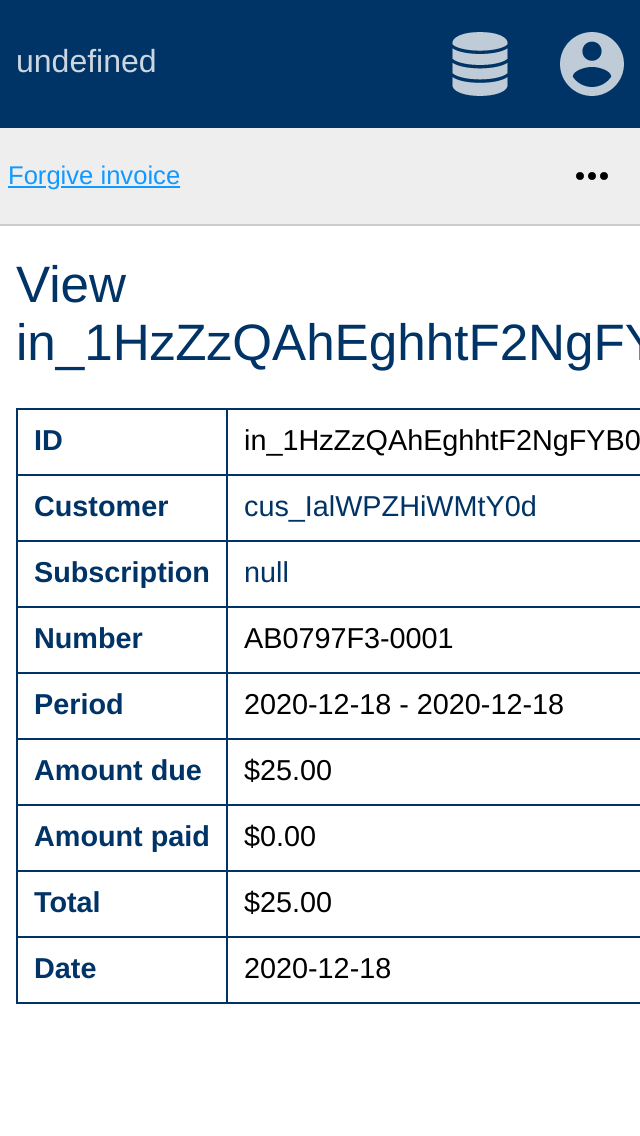 undefined
Forgive invoice
View
in_1HzZzQAhEghhtF2NgFY
ID in_1HzZzQAhEghhtF2NgFYB0
Customer cus_IalWPZHiWMtY0d
Subscription null
Number AB0797F3-0001
Period 2020-12-18 - 2020-12-18
Amount due $25.00
Amount paid $0.00
Total $25.00
Date 2020-12-18